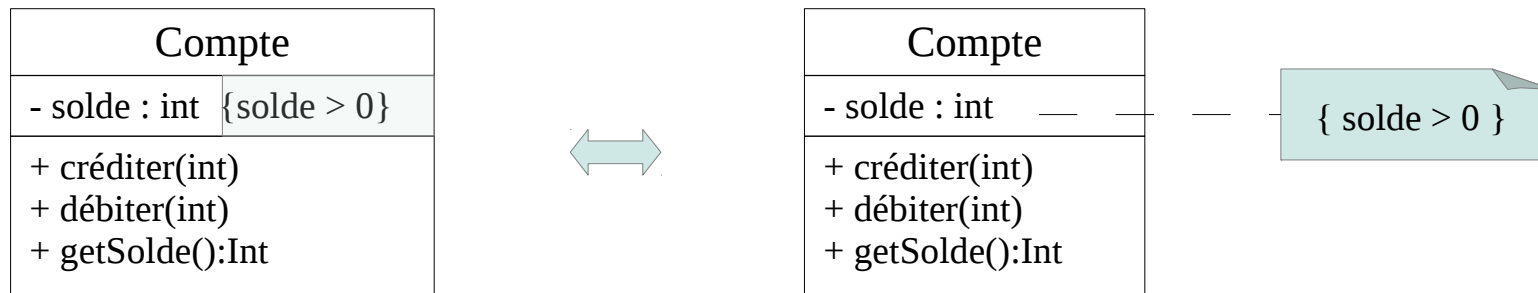 Compte
- solde : int {solde > 0}
+ créditer(int)
+ débiter(int)
+ getSolde():Int
Compte
- solde : int
+ créditer(int)
+ débiter(int)
+ getSolde():Int
{ solde > 0 }